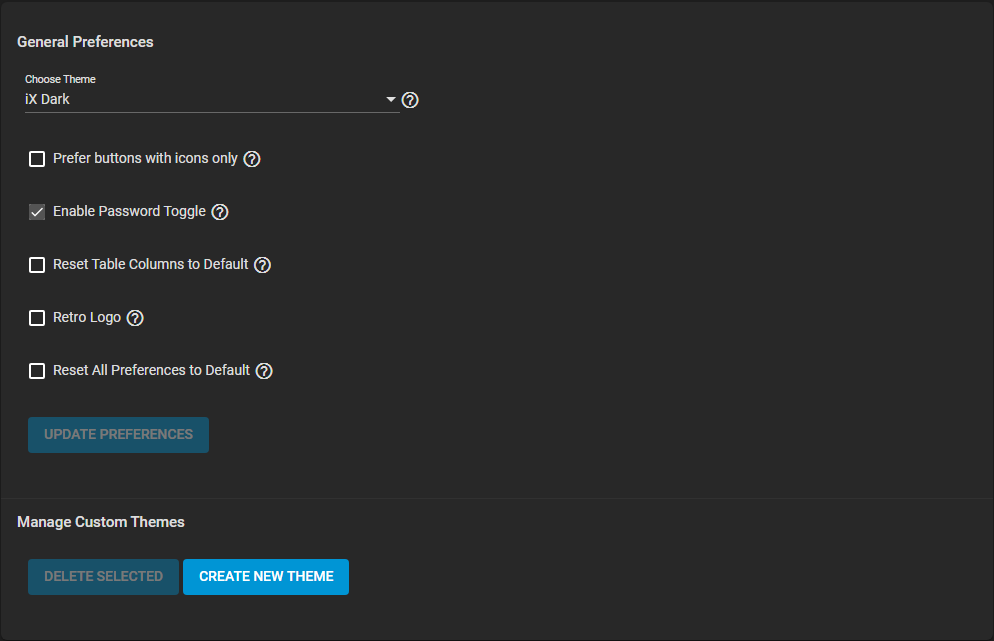 General Preferences
Choose Theme
iX Dark
Prefer buttons with icons only
Enable Password Toggle
Reset Table Columns to Default
Retro Logo
Reset All Preferences to Default
UPDATE PREFERENCES
Manage Custom Themes
DELETE SELECTED CREATE NEW THEME